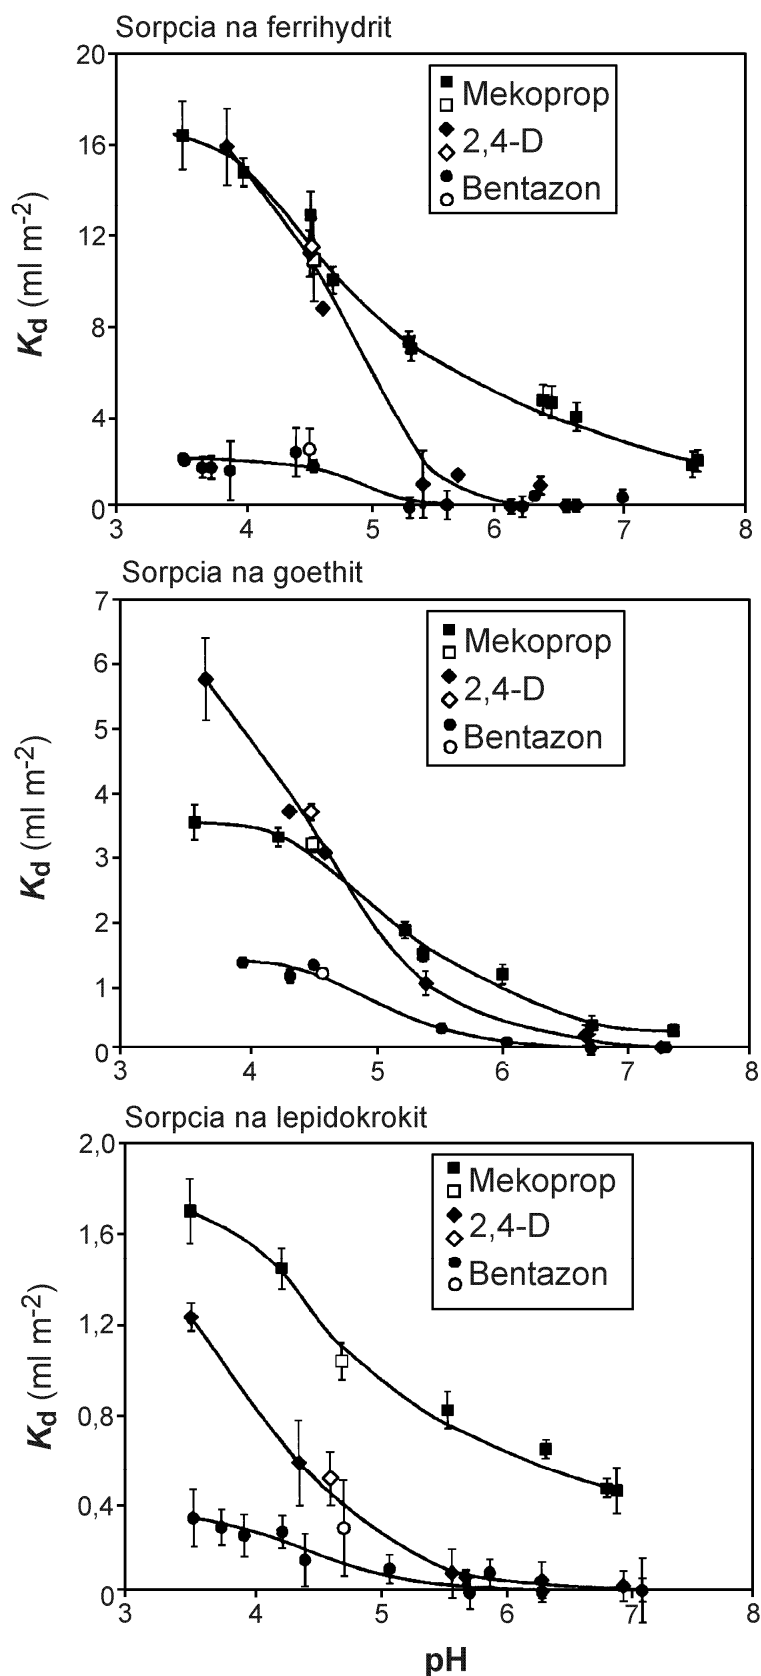 Sorpcia na ferrihydrit
20
16
12
8
4
0
Kd (ml m-2)
Mekoprop
2,4-D
Bentazon
3 4 5 6 7 8
Sorpcia na goethit
7
6
5
4
3
2
1
0
Kd (ml m-2)
Mekoprop
2,4-D
Bentazon
3 4 5 6 7 8
Sorpcia na lepidokrokit
2,0
1,6
1,2
0,8
0,4
0
Kd (ml m-2)
Mekoprop
2,4-D
Bentazon
3 4 5 6 7 8
pH